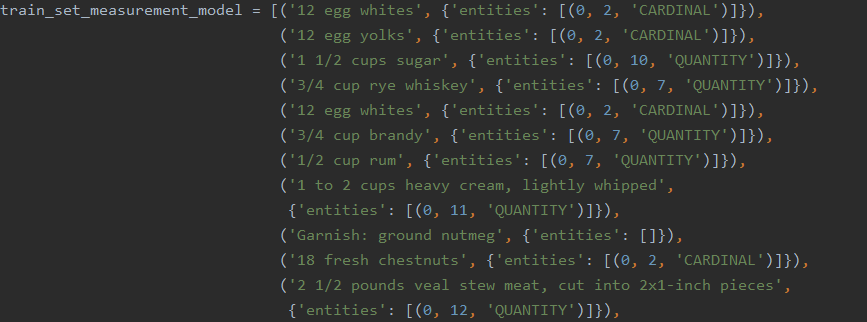 train_set_measurement_model = [('12 egg whites', {'entities': [(0, 2, 'CARDINAL')]}),
('12 egg yolks', {'entities': [(0, 2, 'CARDINAL')]}),
('1 1/2 cups sugar', {'entities': [(0, 10, 'QUANTITY')]}),
('3/4 cup rye whiskey', {'entities': [(0, 7, 'QUANTITY')]}),
('12 egg whites', {'entities': [(0, 2, 'CARDINAL')]}),
('3/4 cup brandy', {'entities': [(0, 7, 'QUANTITY')]}),
('1/2 cup rum', {'entities': [(0, 7, 'QUANTITY')]}),
('1 to 2 cups heavy cream, lightly whipped',
{'entities': [(0, 11, 'QUANTITY')]}),
('Garnish: ground nutmeg', {'entities': []}),
('18 fresh chestnuts', {'entities': [(0, 2, 'CARDINAL')]}),
('2 1/2 pounds veal stew meat, cut into 2x1-inch pieces',
{'entities': [(0, 12, 'QUANTITY')]}),